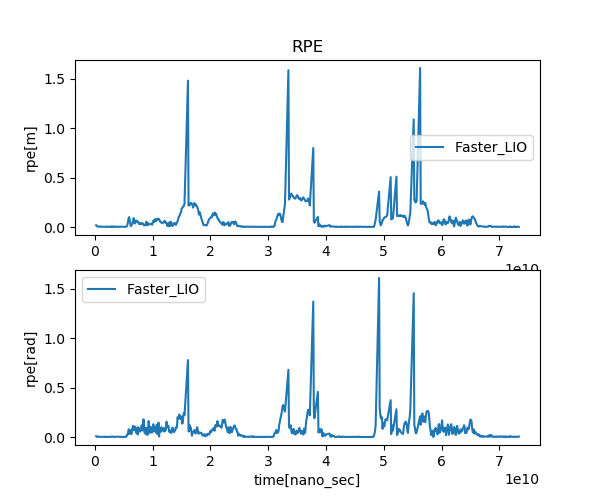 RPE
rpe[m]
1.5
1.0
0.5
0.0
Faster_LIO
0 1 2 3 4 5 6 7
1e10
rpe[rad]
1.5
1.0
0.5
0.0
Faster_LIO
0 1 2 3 4 5 6 7
time[nano_sec]
1e10